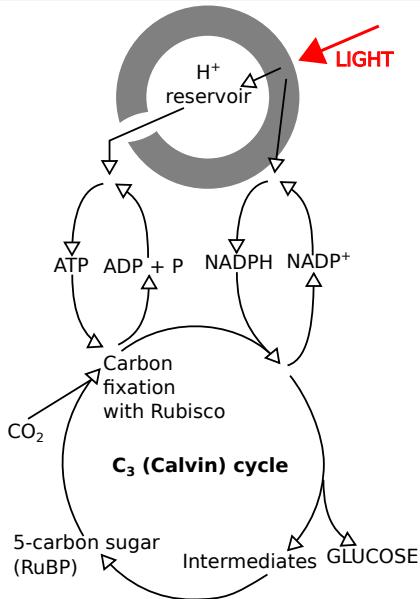 LIGHT
H⁺
reservoir
ATP
ADP + P
NADPH
NADP⁺
Carbon
fixation
with Rubisco
CO₂
C₃ (Calvin) cycle
5-carbon sugar
(RuBP)
Intermediates
GLUCOSE